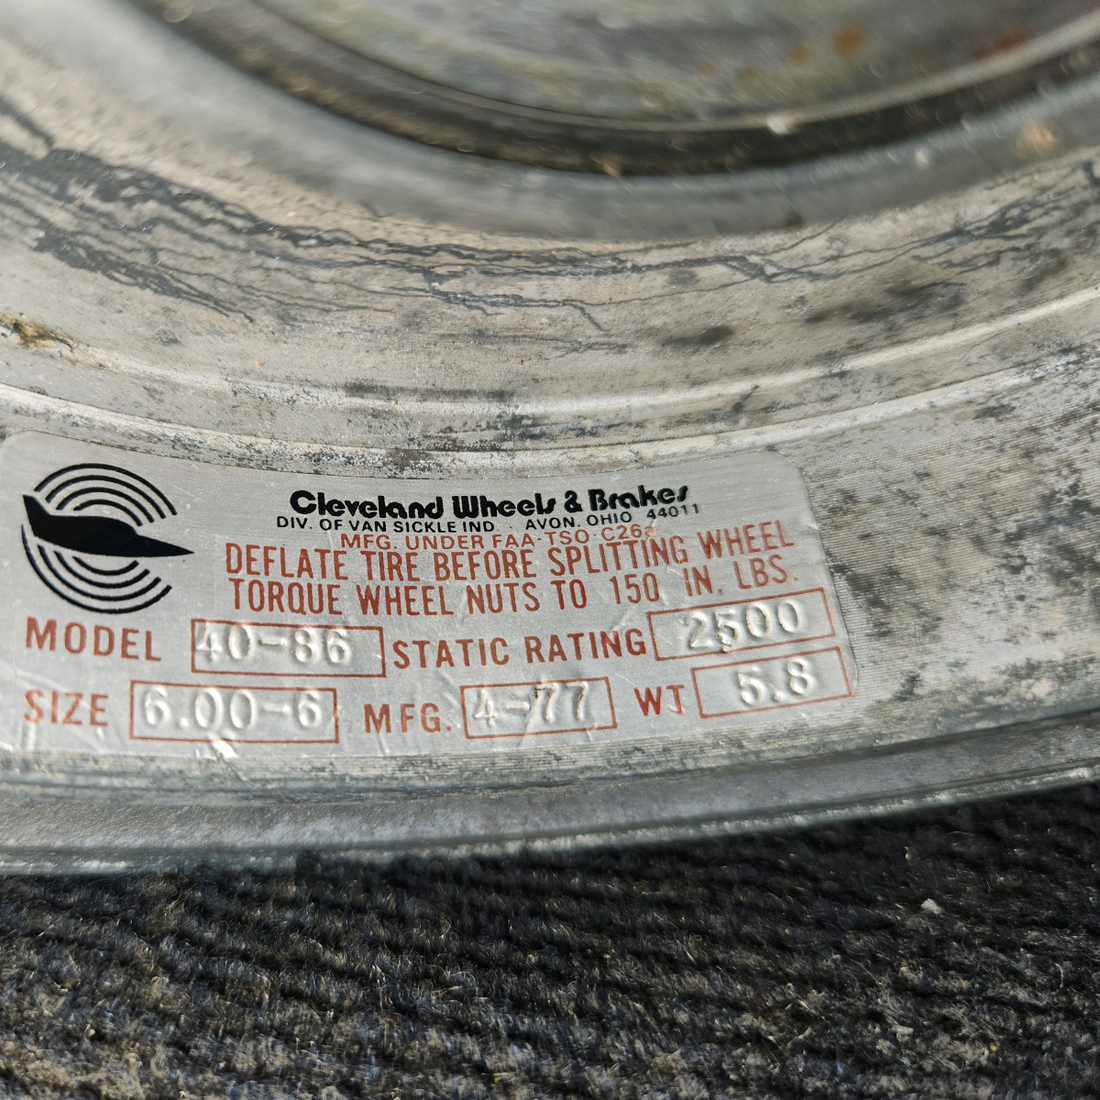 Cleveland Wheels & Brakes
DIV. OF VAN SICKLE IND. AVON, OHIO 44011
MFG. UNDER FAA-TSO-C26a
DEFLATE TIRE BEFORE SPLITTING WHEEL
TORQUE WHEEL NUTS TO 150 IN. LBS.
MODEL 40-86 STATIC RATING 2500
SIZE 6.00-6 MFG. 4-77 WT 5.8